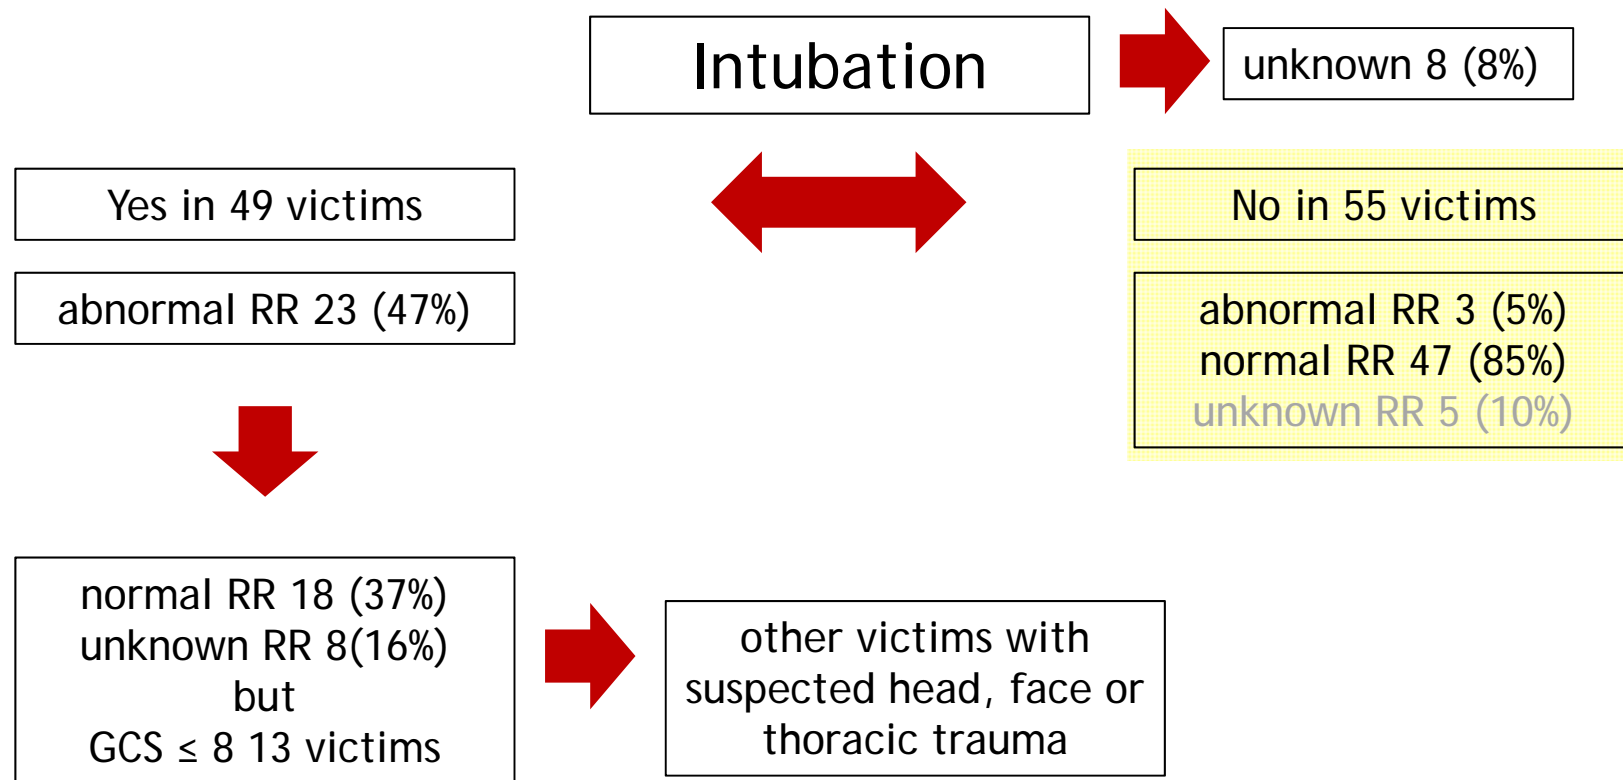 Intubation
unknown 8 (8%)
Yes in 49 victims
No in 55 victims
abnormal RR 23 (47%)
abnormal RR 3 (5%)
normal RR 47 (85%)
unknown RR 5 (10%)
normal RR 18 (37%)
unknown RR 8(16%)
but
GCS ≤ 8 13 victims
other victims with
suspected head, face or
thoracic trauma